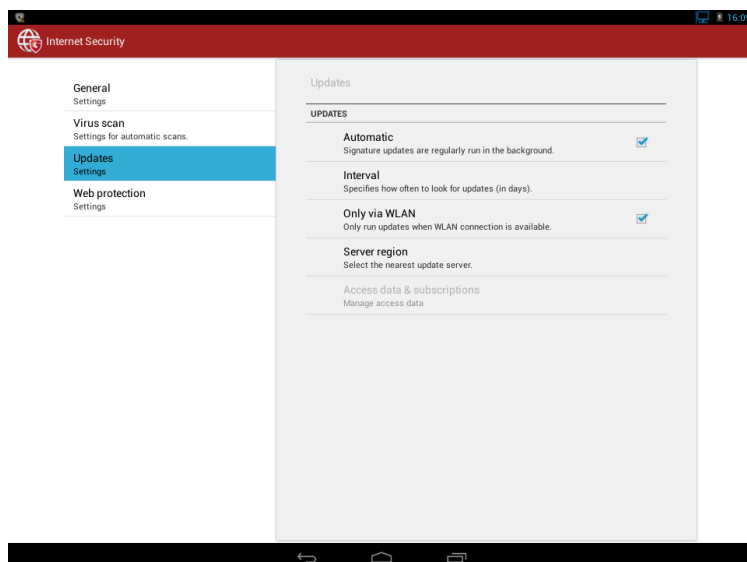 16:05
Internet Security
General
Settings
Virus scan
Settings for automatic scans.
Updates
Settings
Web protection
Settings
Updates
UPDATES
Automatic
Signature updates are regularly run in the background.
Interval
Specifies how often to look for updates (in days).
Only via WLAN
Only run updates when WLAN connection is available.
Server region
Select the nearest update server.
Access data & subscriptions
Manage access data